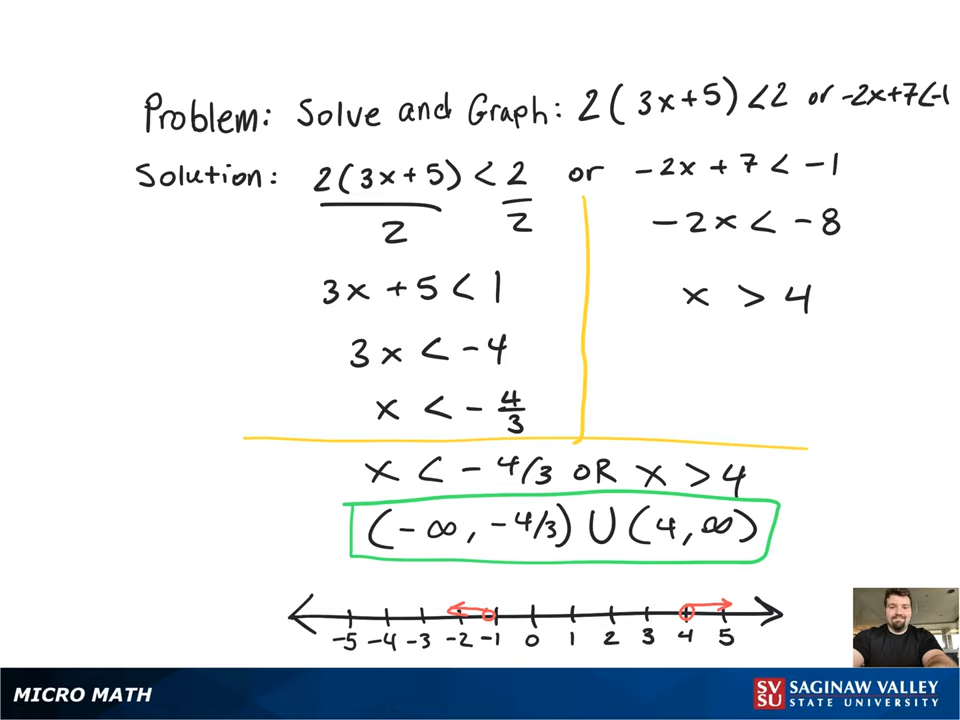 Problem: Solve and Graph: 2(3x+5)<2 or -2x+7<-1
Solution: 2(3x+5) < 2 or -2x + 7 < -1
2 2 -2x < -8
3x + 5 < 1 x > 4
3x < -4
x < - 4/3
x < - 4/3 OR x > 4
(-∞, -4/3) ∪ (4, ∞)
-5 -4 -3 -2 -1 0 1 2 3 4 5
MICRO MATH
SV SU SAGINAW VALLEY
STATE UNIVERSITY